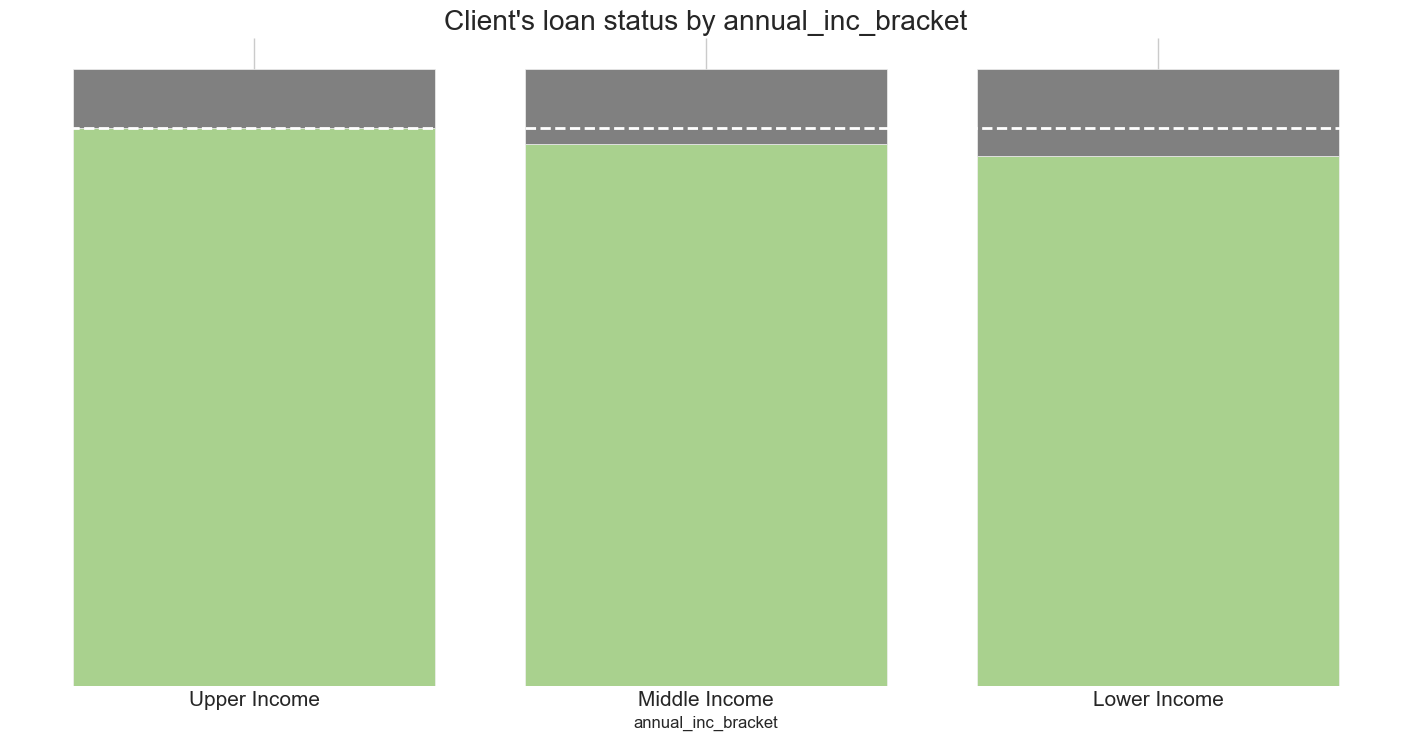 Client's loan status by annual_inc_bracket
Upper Income
Middle Income
Lower Income
annual_inc_bracket